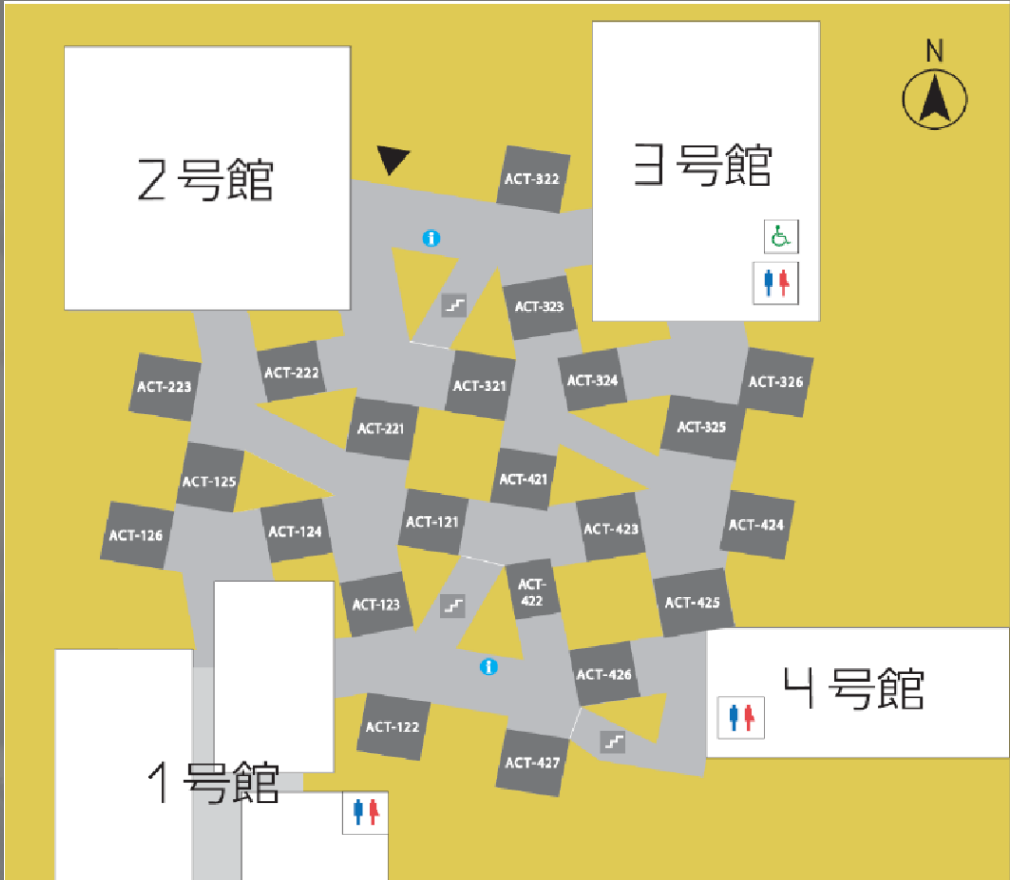 N
2号館
3号館
ACT-322
ACT-323
ACT-223
ACT-222
ACT-321
ACT-324
ACT-326
ACT-221
ACT-325
ACT-125
ACT-421
ACT-126
ACT-124
ACT-121
ACT-423
ACT-424
ACT-123
ACT-
422
ACT-425
ACT-426
4号館
ACT-122
ACT-427
1号館